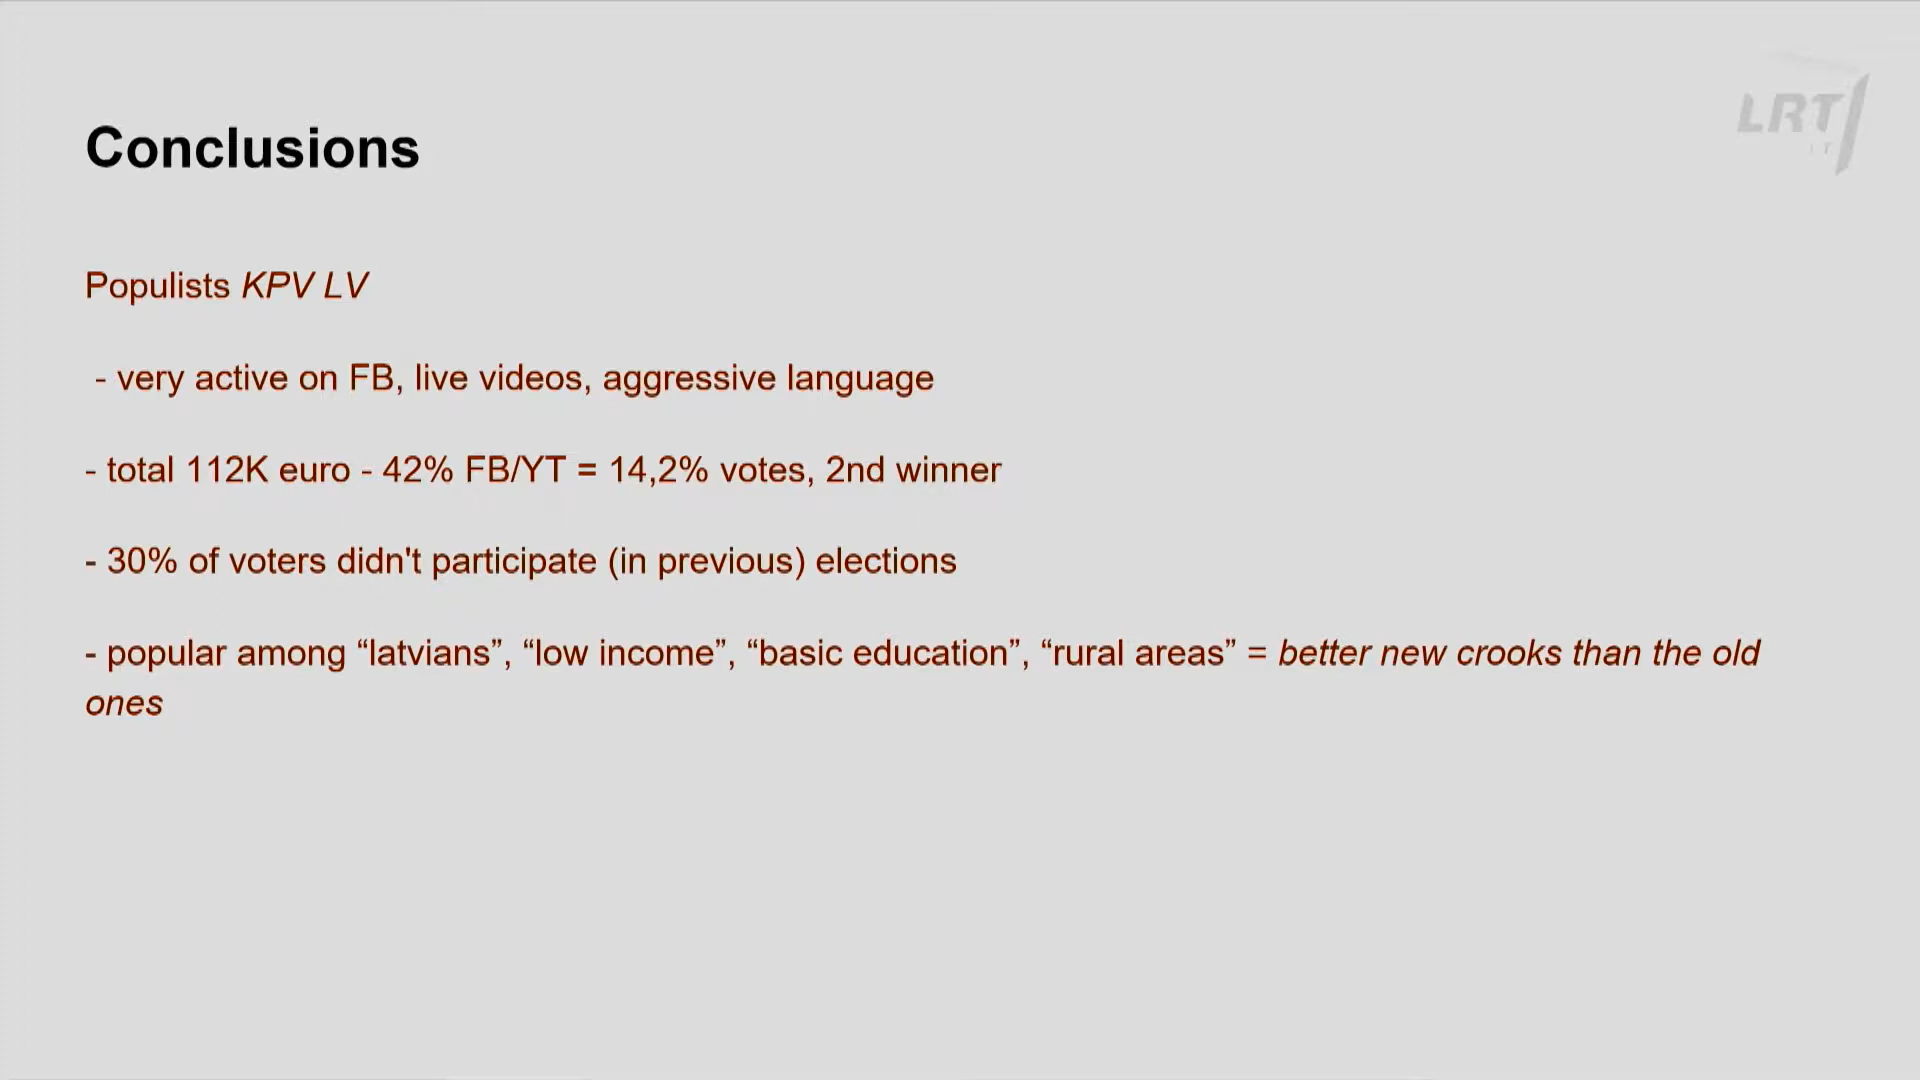 LRT
LT
Conclusions
Populists KPV LV
- very active on FB, live videos, aggressive language
- total 112K euro - 42% FB/YT = 14,2% votes, 2nd winner
- 30% of voters didn't participate (in previous) elections
- popular among “latvians”, “low income”, “basic education”, “rural areas” = better new crooks than the old
ones